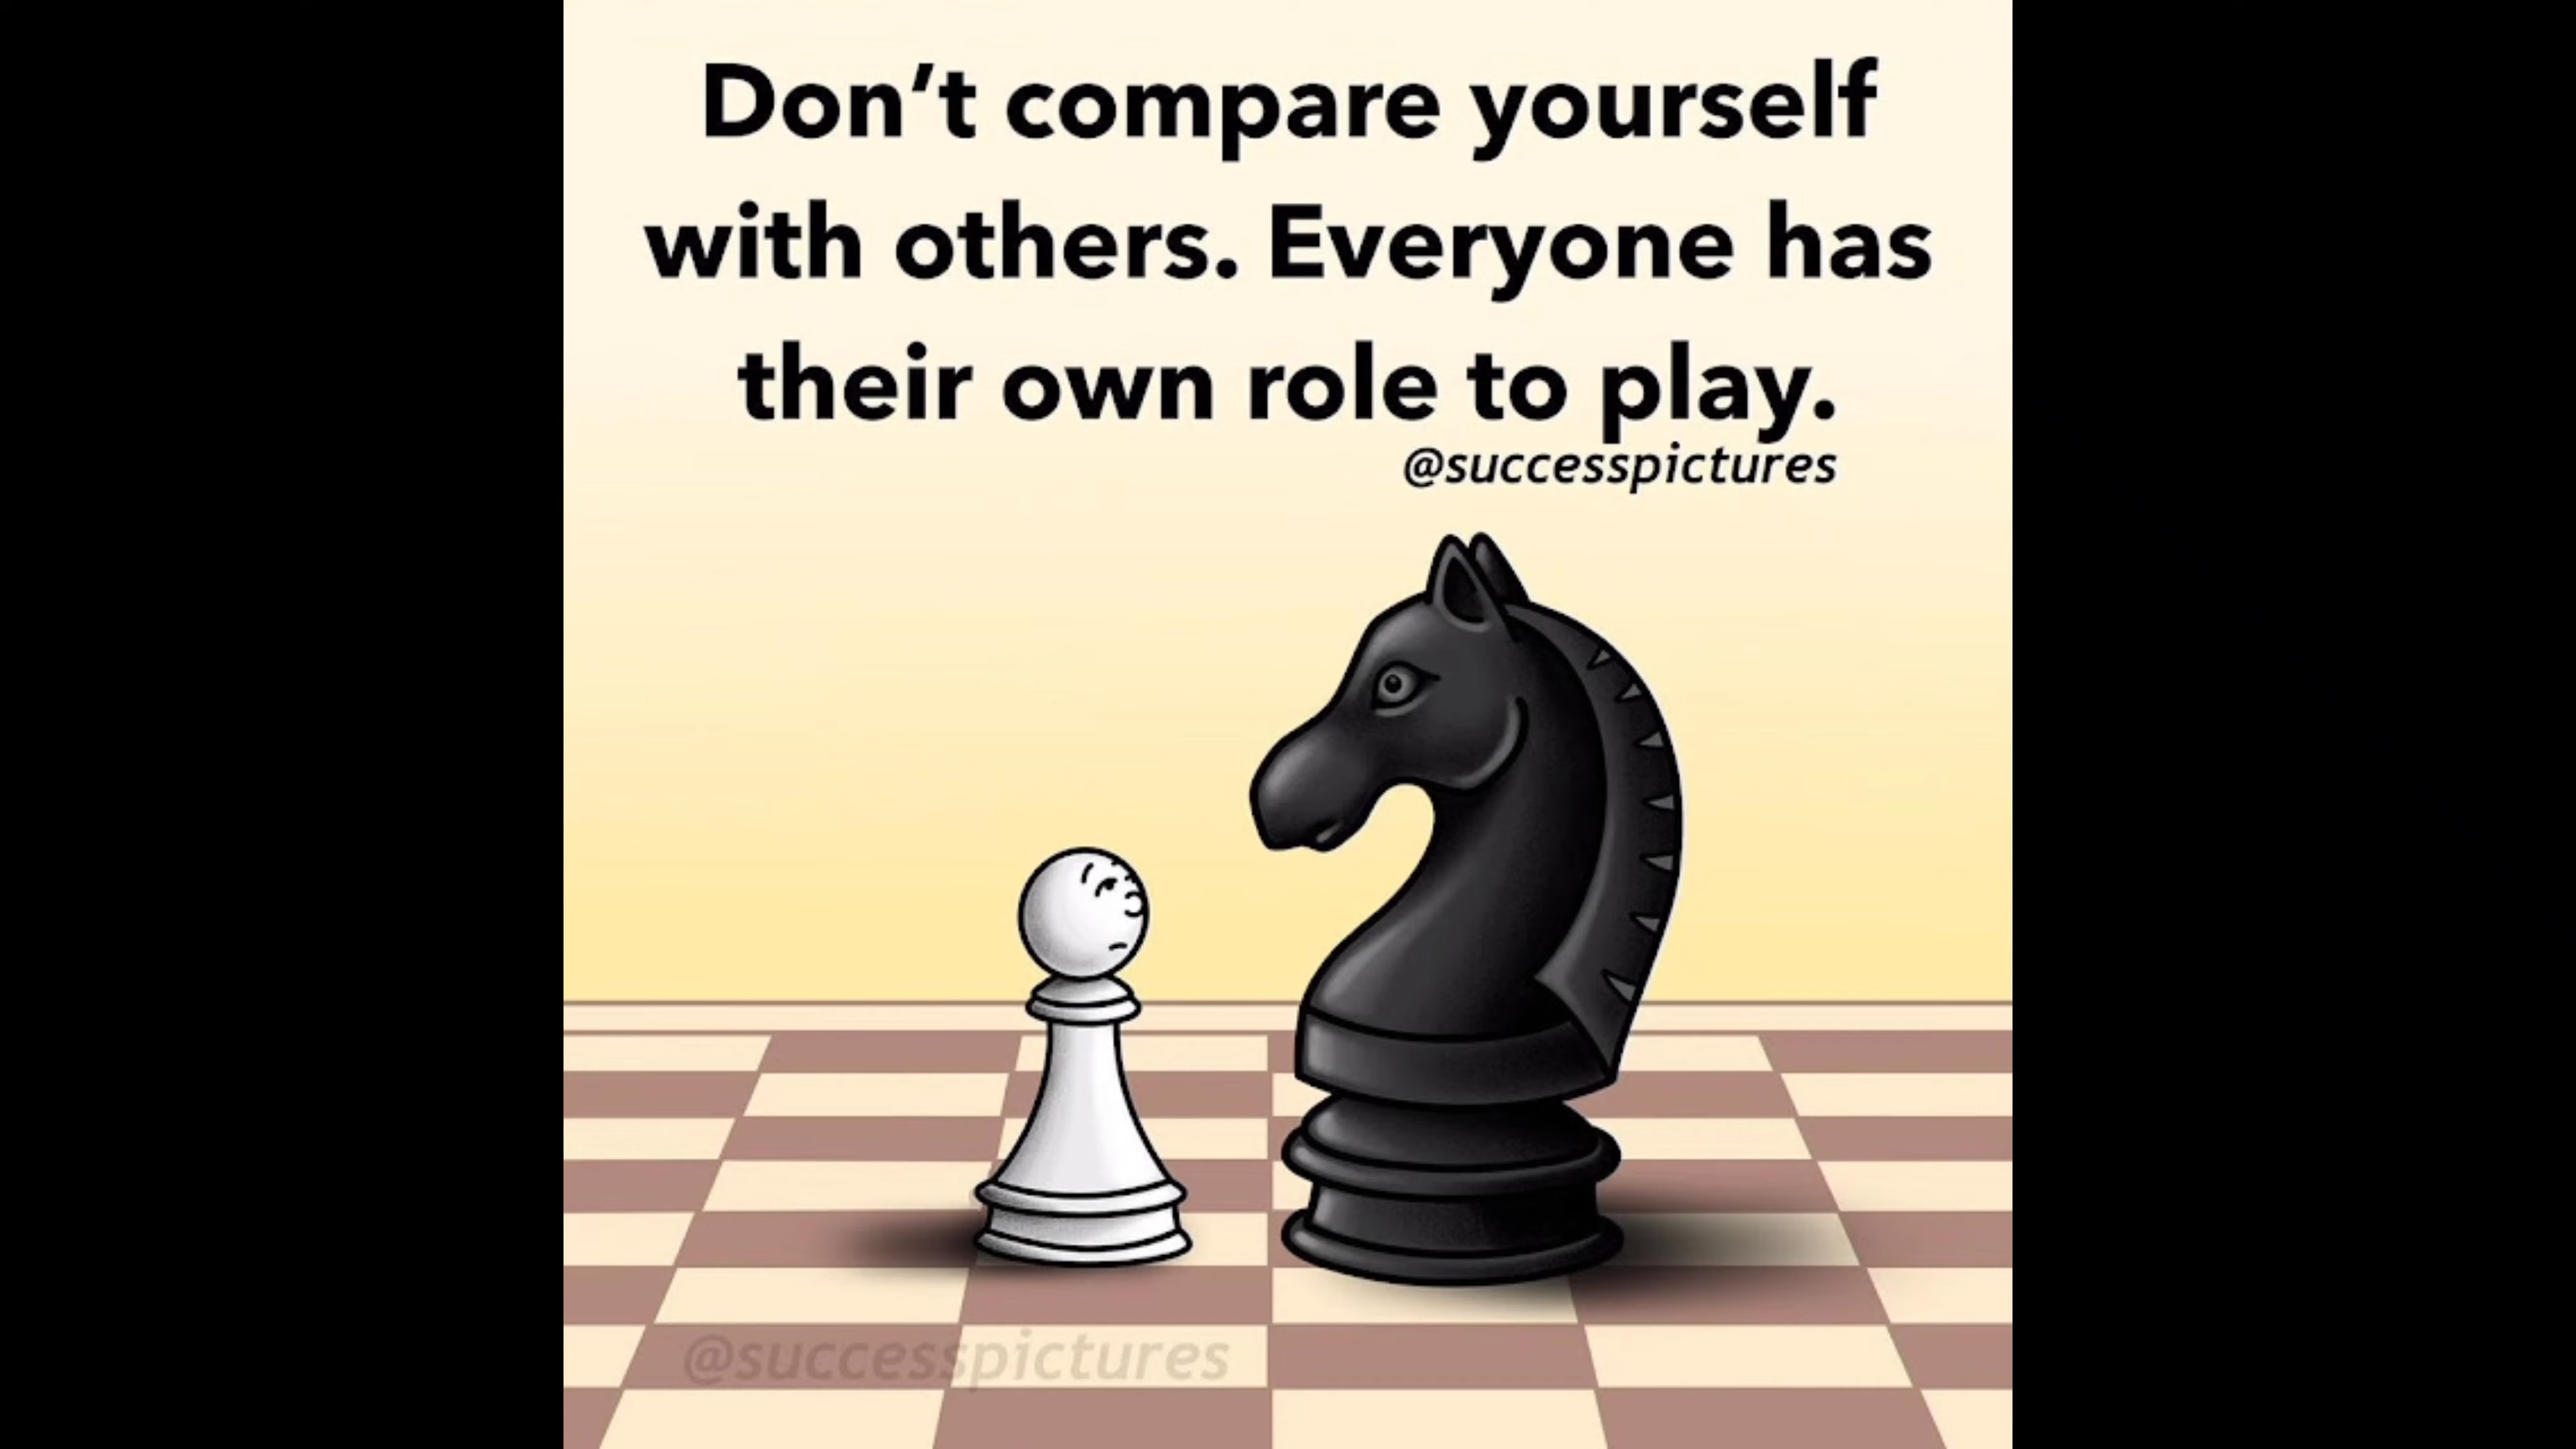 Don’t compare yourself
with others. Everyone has
their own role to play.
@successpictures
@successpictures